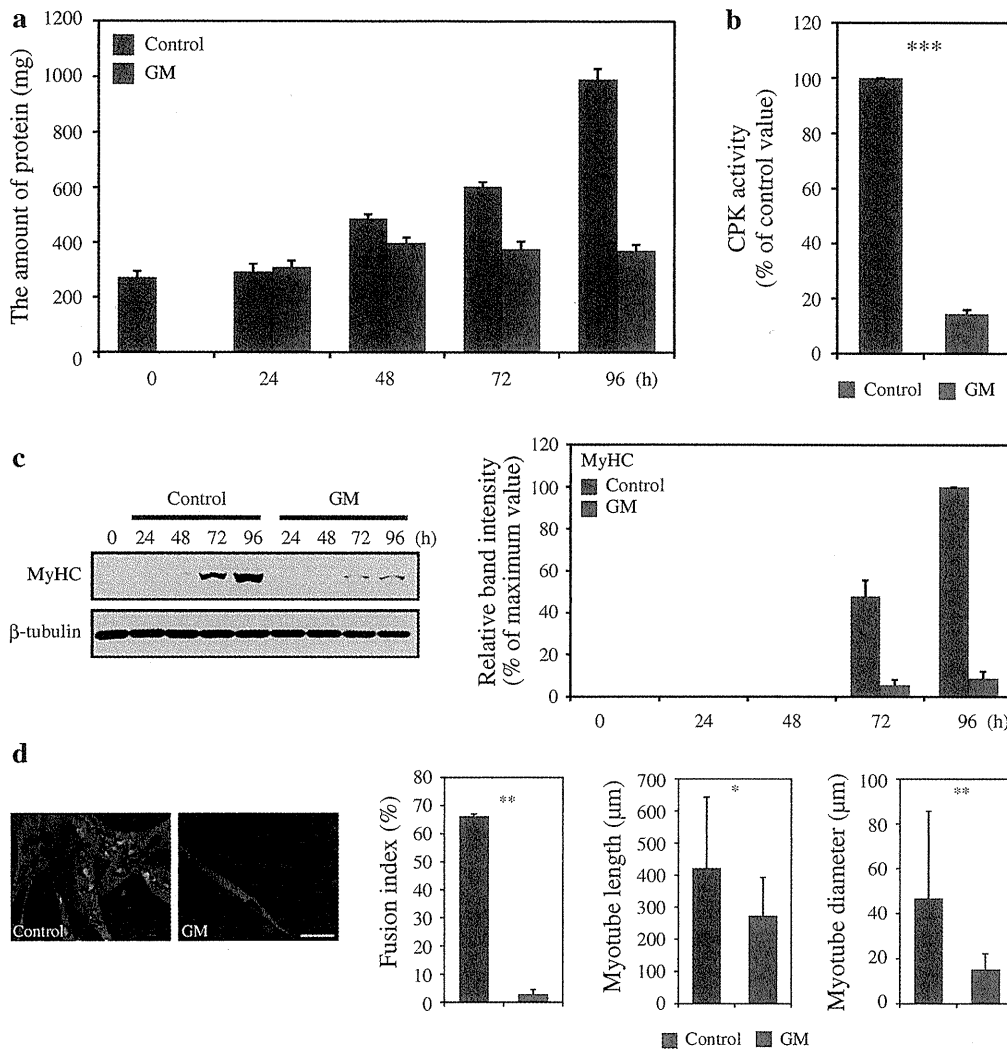 a
The amount of protein (mg)
1200
1000
800
600
400
200
0
Control
GM
0 24 48 72 96 (h)
b
CPK activity
(% of control value)
120
100
80
60
40
20
0
***
Control GM
c
Control GM
0 24 48 72 96 24 48 72 96 (h)
MyHC
β-tubulin
Relative band intensity
(% of maximum value)
120
100
80
60
40
20
0
MyHC
Control
GM
0 24 48 72 96 (h)
d
Control
GM
Fusion index (%)
80
70
60
50
40
30
20
10
0
**
Myotube length (μm)
700
600
500
400
300
200
100
0
*
Myotube diameter (μm)
100
80
60
40
20
0
**
Control GM